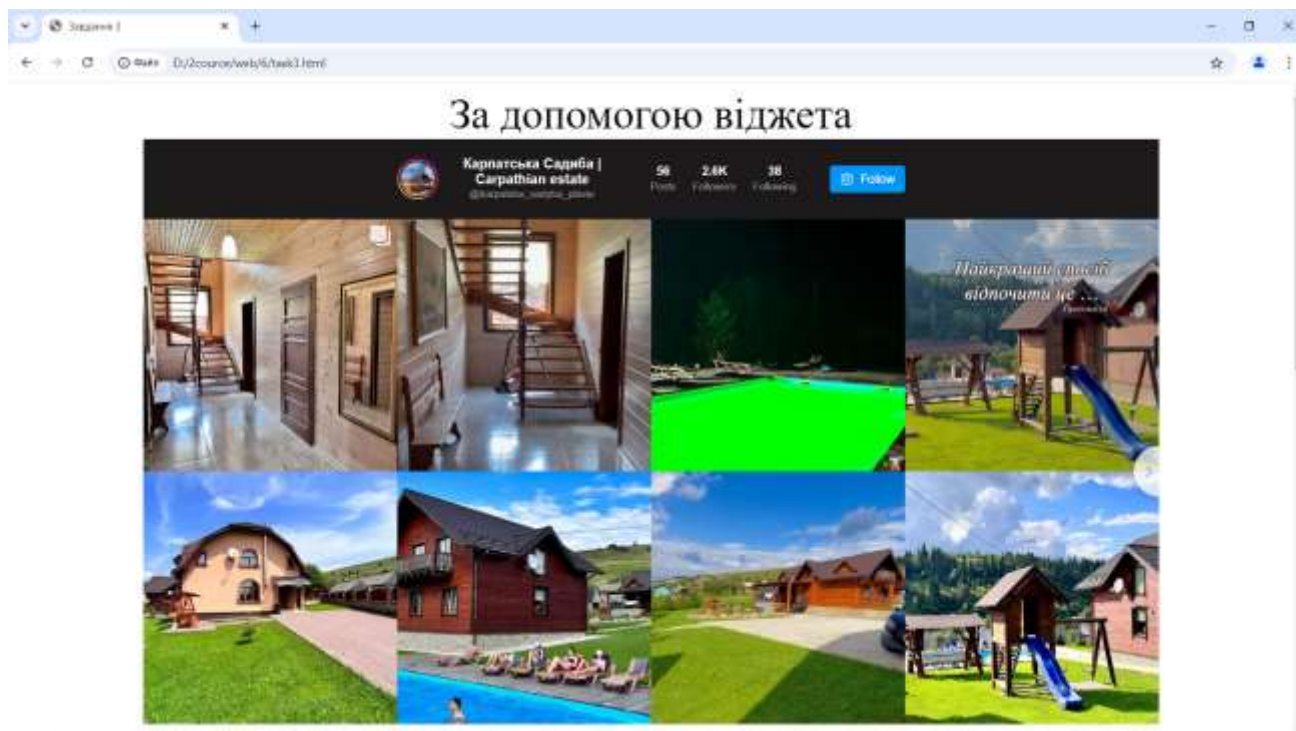 Завдання 1
Файл D:/2cource/web/6/task3.html
За допомогою віджета
Карпатська Садиба |
Carpathian estate
56
Posts
2.6K
Followers
38
Following
Follow
Найкращий спосіб
відпочити це ...